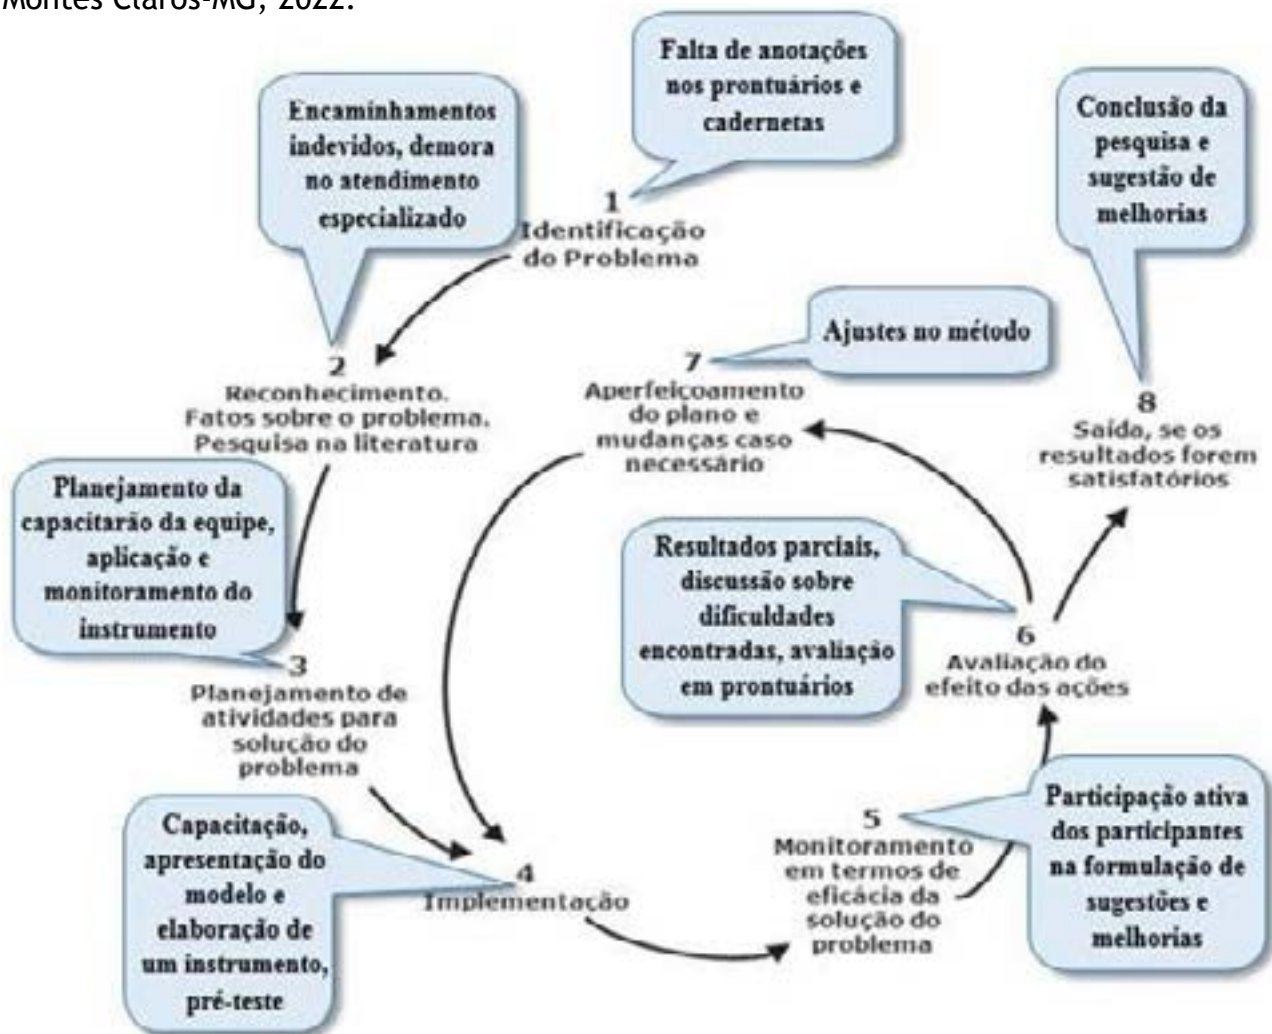 Montes Claros-MG, 2022.
Falta de anotações
nos prontuários e
cadernetas
1
Identificação
do Problema
Encaminhamentos
indevidos, demora
no atendimento
especializado
2
Reconhecimento.
Fatos sobre o problema.
Pesquisa na literatura
Planejamento da
capacitarão da equipe,
aplicação e
monitoramento do
instrumento
3
Planejamento de
atividades para
solução do
problema
Capacitação,
apresentação do
modelo e
elaboração de
um instrumento,
pré-teste
4
Implementação
5
Monitoramento
em termos de
eficácia da
solução do
problema
Participação ativa
dos participantes
na formulação de
sugestões e
melhorias
6
Avaliação do
efeito das ações
Resultados parciais,
discussão sobre
dificuldades
encontradas, avaliação
em prontuários
7
Aperfeiçoamento
do plano e
mudanças caso
necessário
Ajustes no método
8
Saída, se os
resultados forem
satisfatórios
Conclusão da
pesquisa e
sugestão de
melhorias